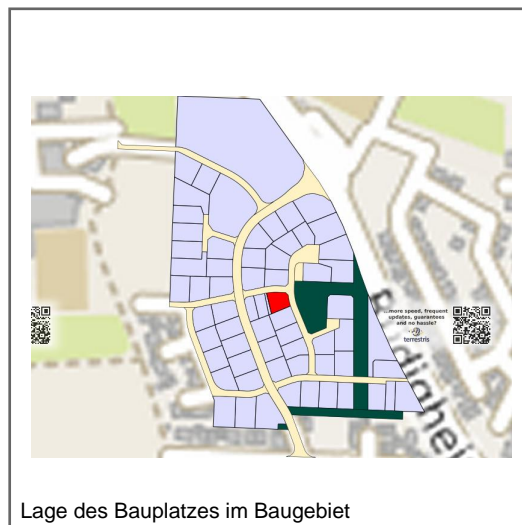 ...more speed, frequent
updates, guarantees
and no hassle?
terrestris
Lage des Bauplatzes im Baugebiet